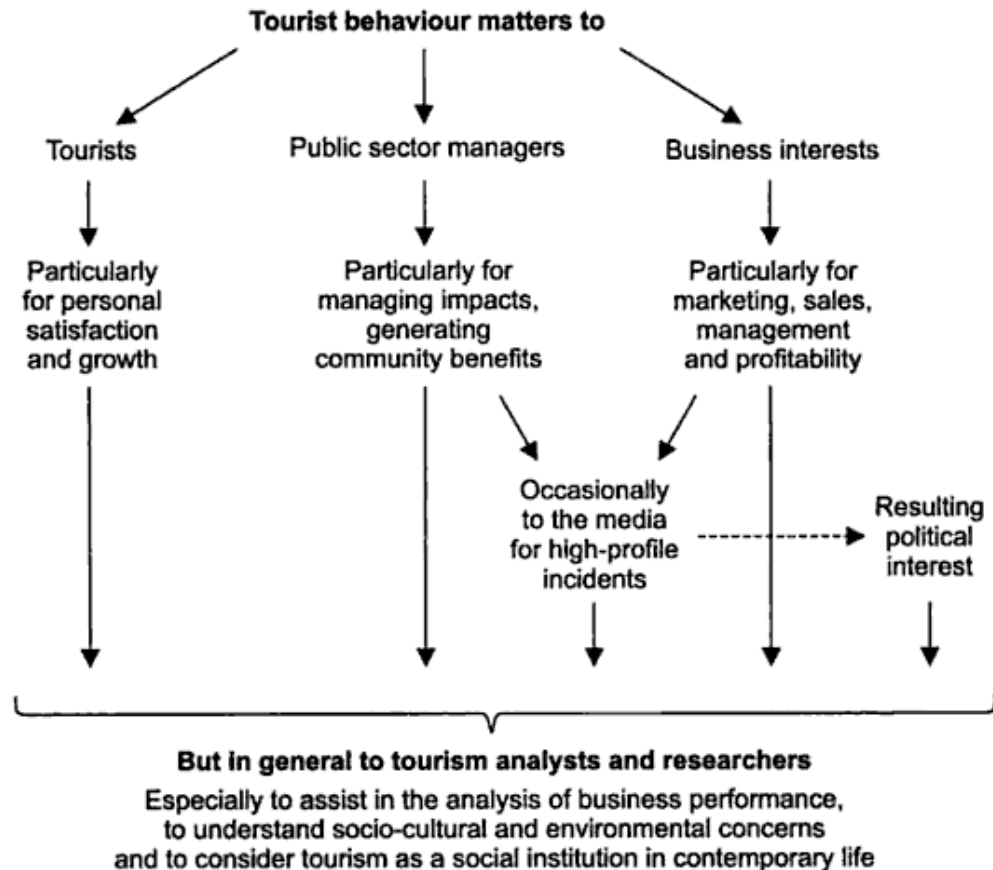 Tourist behaviour matters to
Tourists
Public sector managers
Business interests
Particularly
for personal
satisfaction
and growth
Particularly for
managing impacts,
generating
community benefits
Particularly for
marketing, sales,
management
and profitability
Occasionally
to the media
for high-profile
incidents
Resulting
political
interest
But in general to tourism analysts and researchers
Especially to assist in the analysis of business performance,
to understand socio-cultural and environmental concerns
and to consider tourism as a social institution in contemporary life